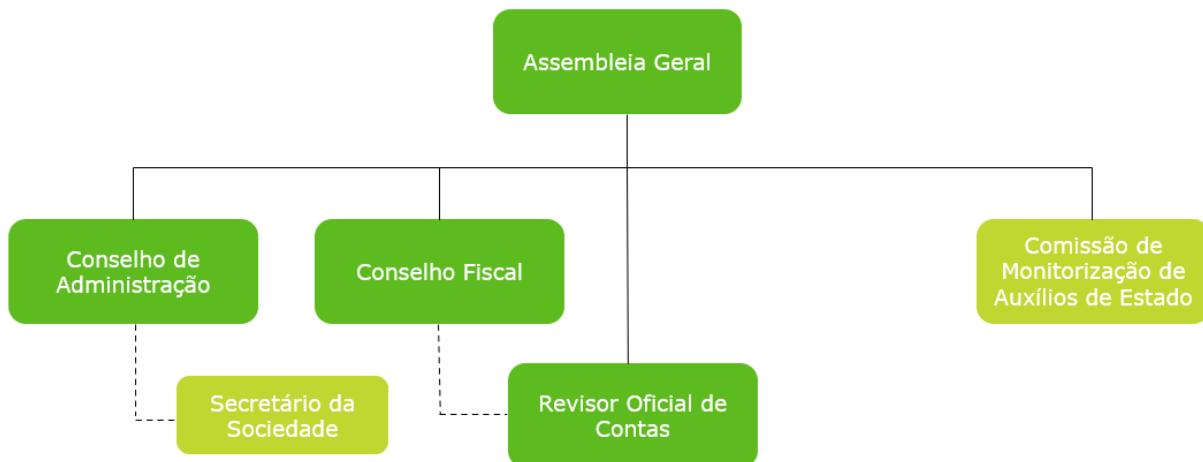 Assembleia Geral
Conselho de
Administração
Conselho Fiscal
Comissão de
Monitorização de
Auxílios de Estado
Secretário da
Sociedade
Revisor Oficial de
Contas